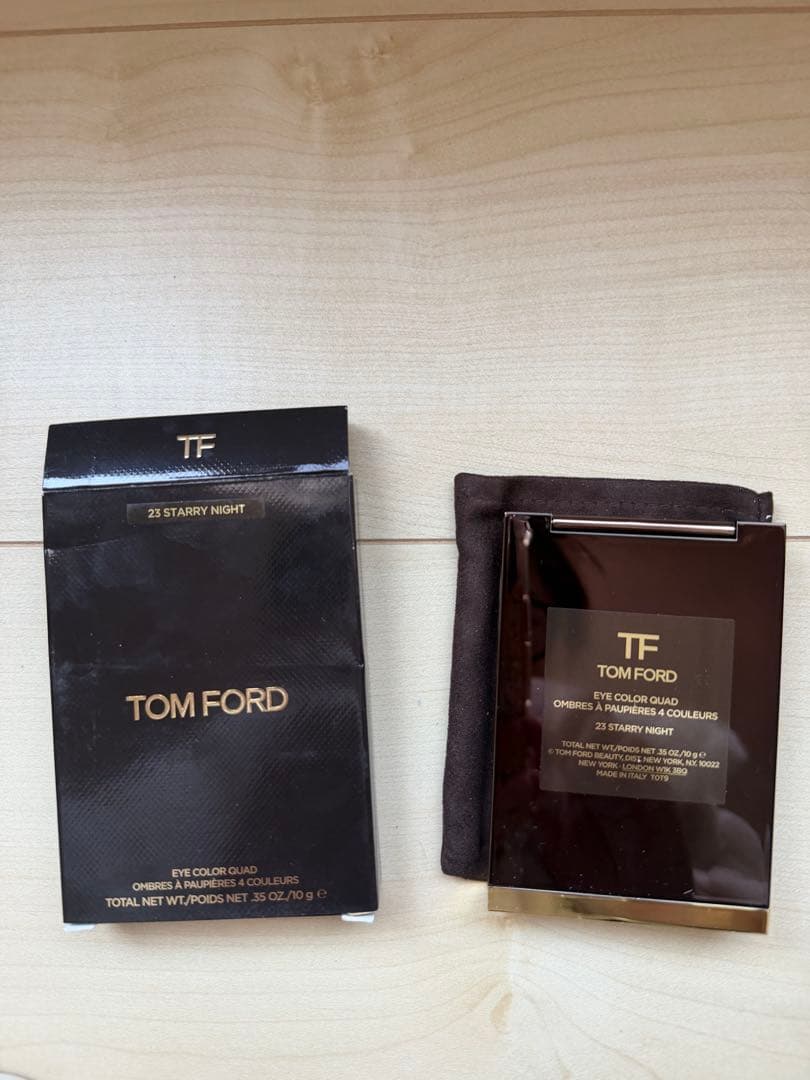 TF
23 STARRY NIGHT
TOM FORD
EYE COLOR QUAD
OMBRES À PAUPIÈRES 4 COULEURS
TOTAL NET WT./POIDS NET .35 OZ./10 g ℮
TF
TOM FORD
EYE COLOR QUAD
OMBRES À PAUPIÈRES 4 COULEURS
23 STARRY NIGHT
TOTAL NET WT./POIDS NET .35 OZ./10 g ℮
© TOM FORD BEAUTY, DIST. NEW YORK, N.Y. 10022
NEW YORK · LONDON W1K 3BQ
MADE IN ITALY TOT9